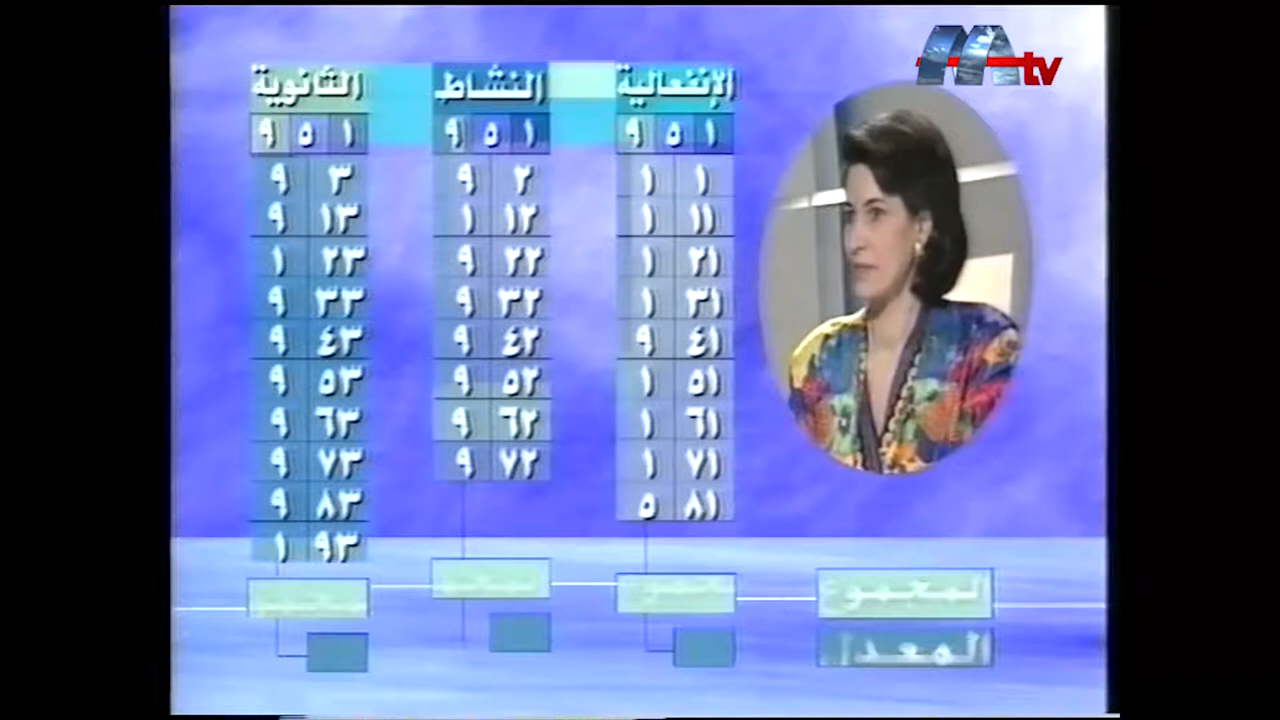 Mtv
الإنفعالية النشاط الثانوية
١ ٥ ٩ ١ ٥ ٩ ١ ٥ ٩
١ ١ ٢ ٩ ٣ ٩
١١ ١ ١٢ ١ ١٣ ٩
٢١ ١ ٢٢ ٩ ٢٣ ١
٣١ ١ ٣٢ ٩ ٣٣ ٩
٤١ ٩ ٤٢ ٩ ٤٣ ٩
٥١ ١ ٥٢ ٩ ٥٣ ٩
٦١ ١ ٦٢ ٩ ٦٣ ٩
٧١ ١ ٧٢ ٩ ٧٣ ٩
٨١ ٥ ٨٣ ٩
٩٣ ١
المجموع
المعدل